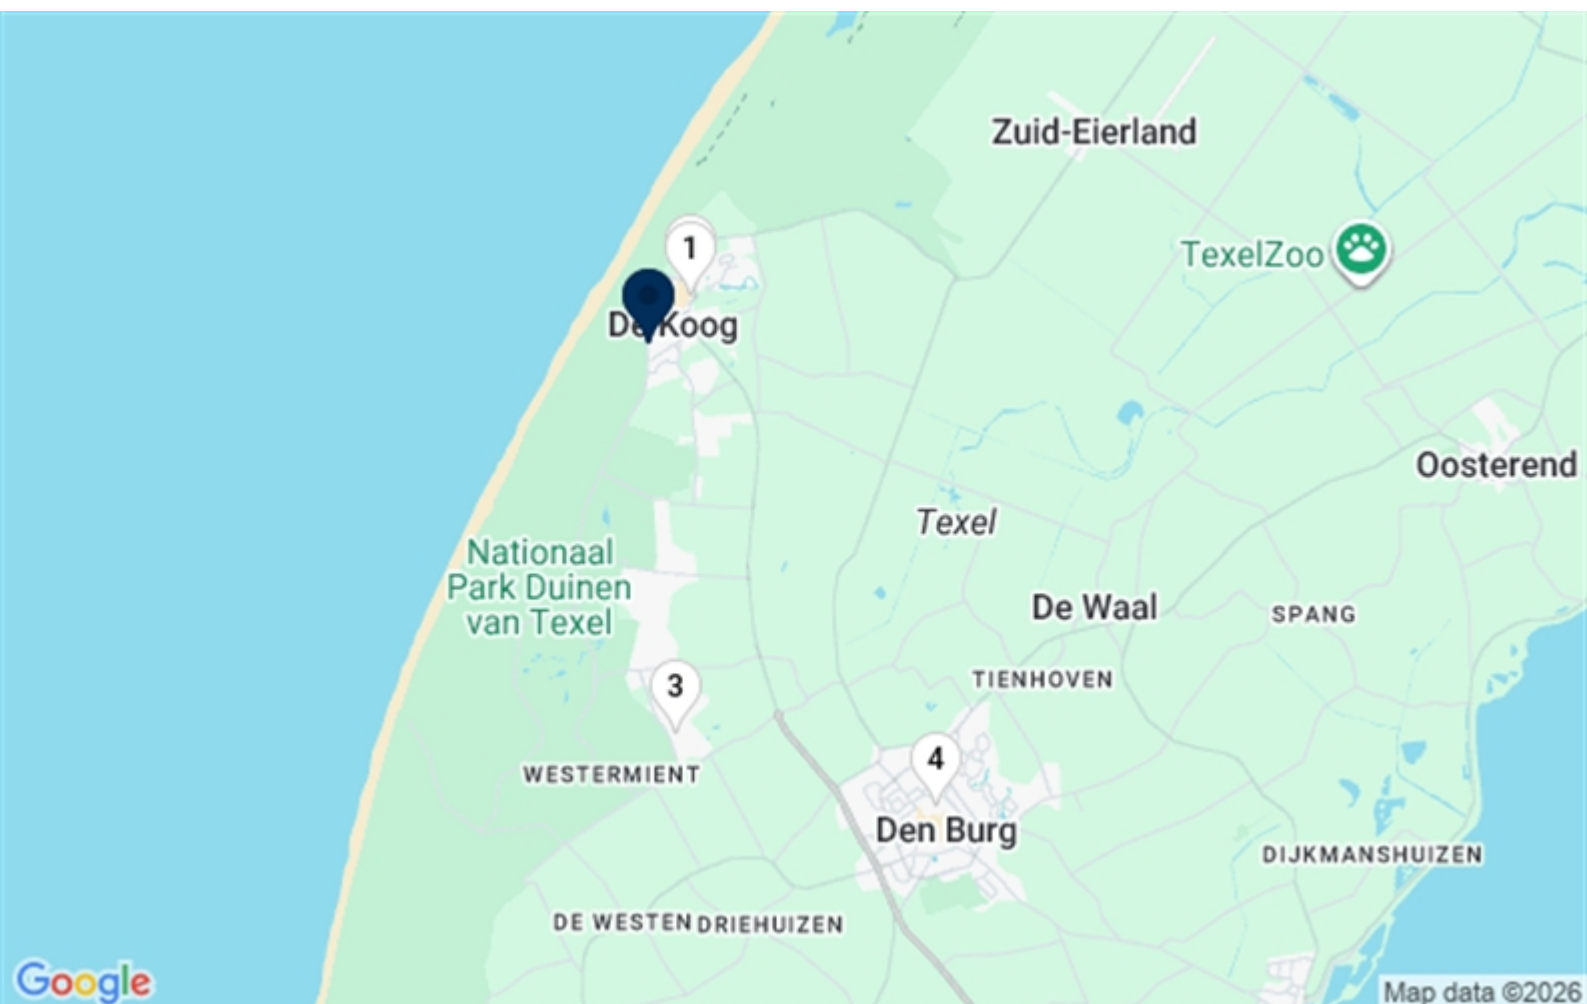 Zuid-Eierland
TexelZoo
1
De Koog
Oosterend
Texel
Nationaal
Park Duinen
van Texel
De Waal
SPANG
TIENHOVEN
3
WESTERMIENT
4
Den Burg
DIJKMANSHUIZEN
DE WESTEN
DRIEHUIZEN
Google
Map data ©2026